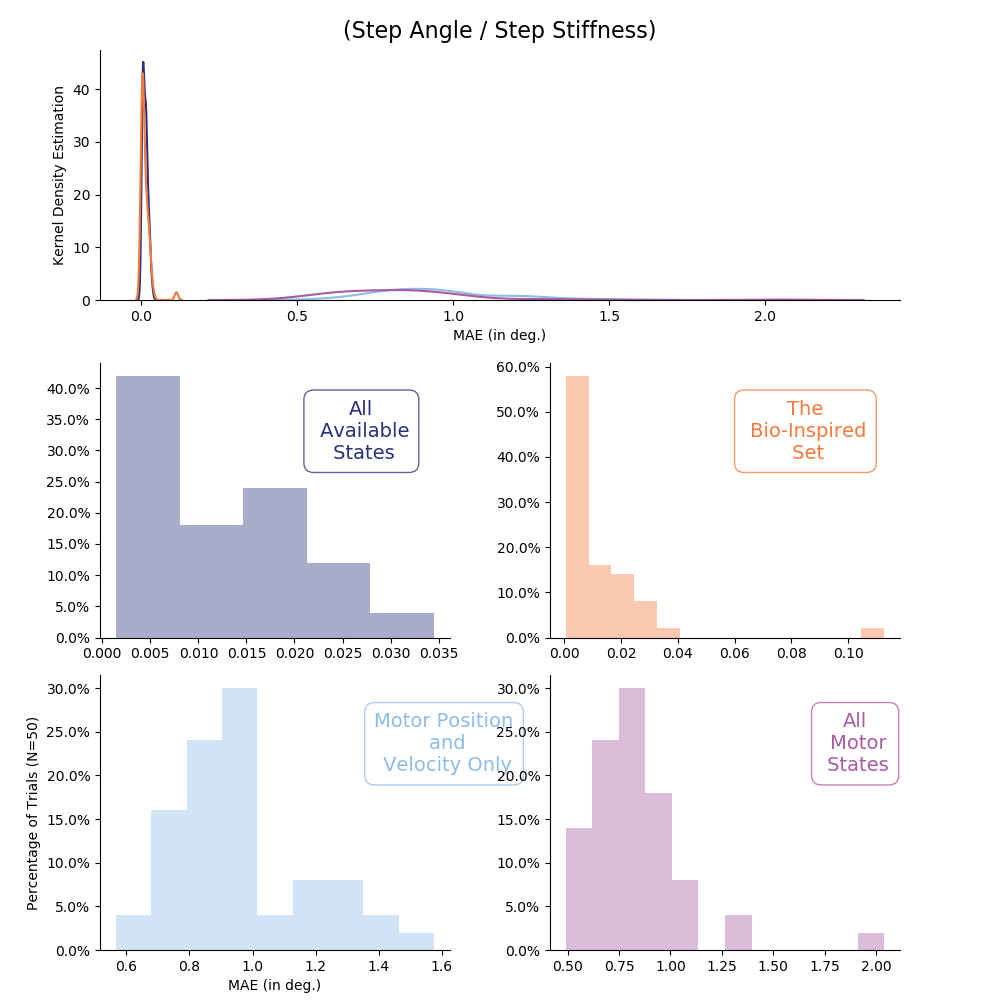 (Step Angle / Step Stiffness)
Kernel Density Estimation
40
30
20
10
0
0.0 0.5 1.0 1.5 2.0
MAE (in deg.)
40.0%
35.0%
30.0%
25.0%
20.0%
15.0%
10.0%
5.0%
0.0%
0.000 0.005 0.010 0.015 0.020 0.025 0.030 0.035
All
Available
States
60.0%
50.0%
40.0%
30.0%
20.0%
10.0%
0.0%
0.00 0.02 0.04 0.06 0.08 0.10
The
Bio-Inspired
Set
Percentage of Trials (N=50)
30.0%
25.0%
20.0%
15.0%
10.0%
5.0%
0.0%
0.6 0.8 1.0 1.2 1.4 1.6
MAE (in deg.)
Motor Position
and
Velocity Only
30.0%
25.0%
20.0%
15.0%
10.0%
5.0%
0.0%
0.50 0.75 1.00 1.25 1.50 1.75 2.00
All
Motor
States